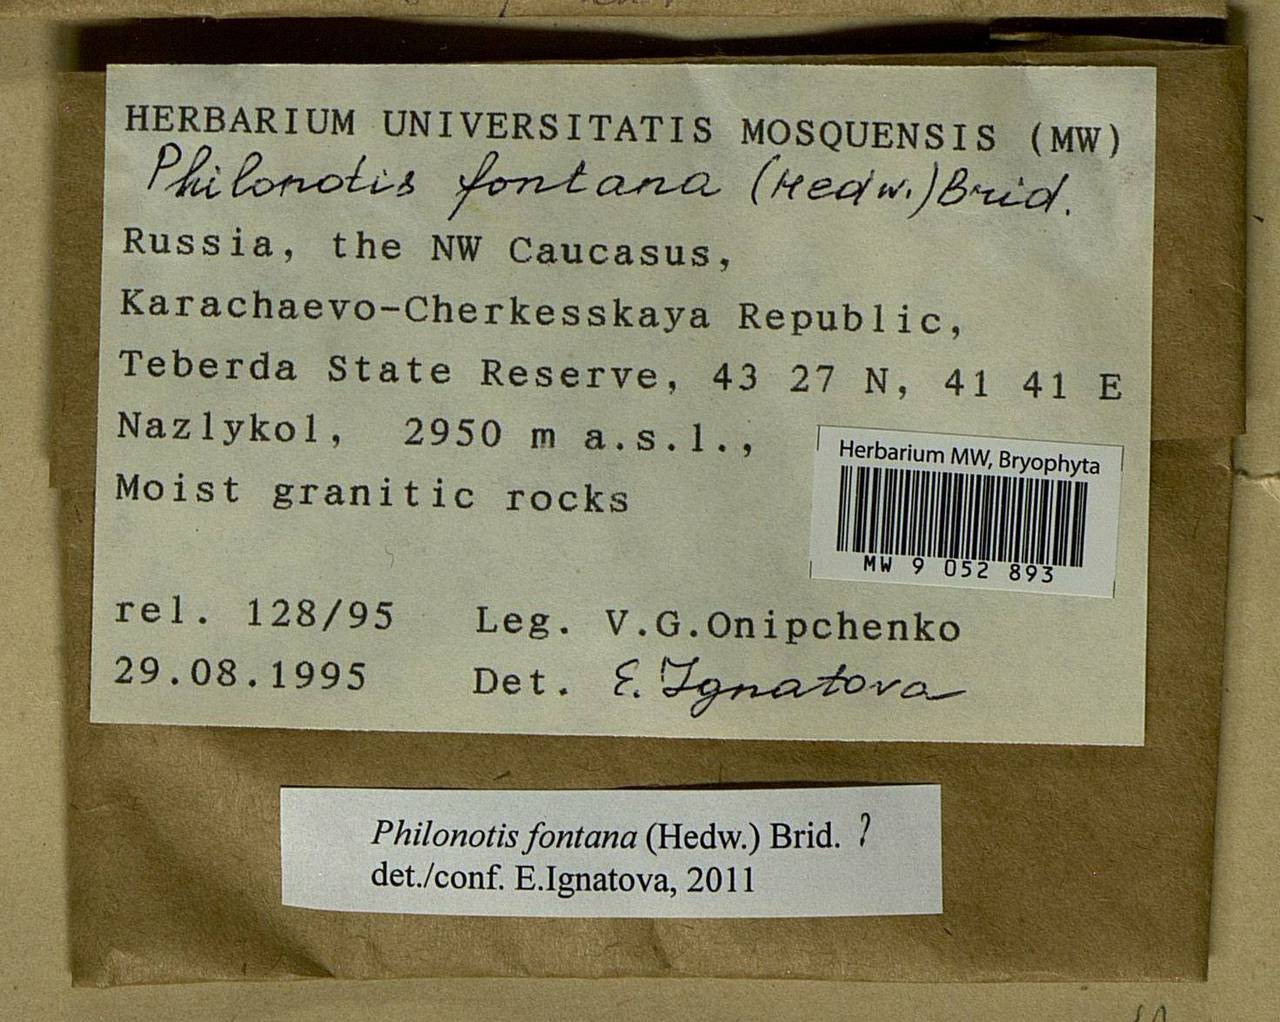 HERBARIUM UNIVERSITATIS MOSQUENSIS (MW)
Philonotis fontana (Hedw.) Brid.
Russia, the NW Caucasus,
Karachaevo-Cherkesskaya Republic,
Teberda State Reserve, 43 27 N, 41 41 E
Nazlykol, 2950 m a.s.l.,
Moist granitic rocks
Herbarium MW, Bryophyta
MW 9 052 893
rel. 128/95 Leg. V.G.Onipchenko
29.08.1995 Det. E. Ignatova
Philonotis fontana (Hedw.) Brid. ?
det./conf. E.Ignatova, 2011